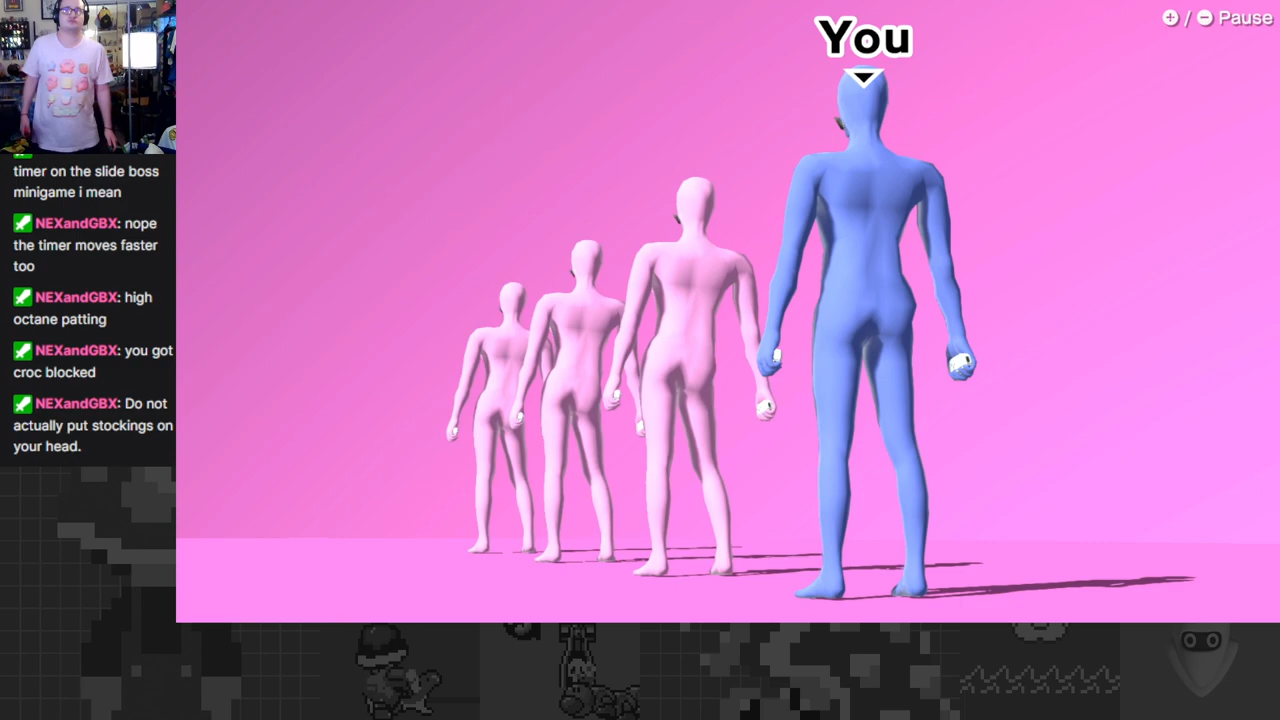 You
+ / - Pause
timer on the slide boss
minigame i mean
NEXandGBX: nope
the timer moves faster
too
NEXandGBX: high
octane patting
NEXandGBX: you got
croc blocked
NEXandGBX: Do not
actually put stockings on
your head.